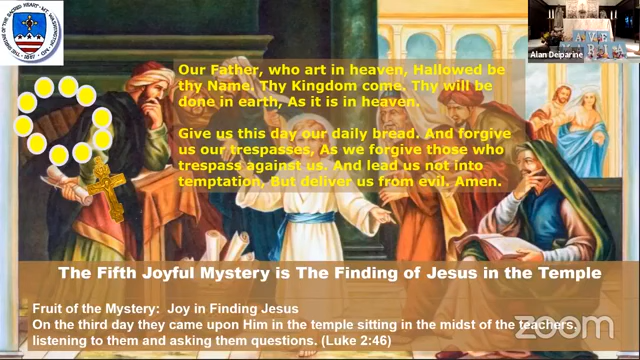 Alan Deiparine
Our Father, who art in heaven, Hallowed be
thy Name. Thy Kingdom come. Thy will be
done in earth, As it is in heaven.
Give us this day our daily bread. And forgive
us our trespasses, As we forgive those who
trespass against us. And lead us not into
temptation, But deliver us from evil. Amen.
The Fifth Joyful Mystery is The Finding of Jesus in the Temple
Fruit of the Mystery: Joy in Finding Jesus
On the third day they came upon Him in the temple sitting in the midst of the teachers,
listening to them and asking them questions. (Luke 2:46)
zoom